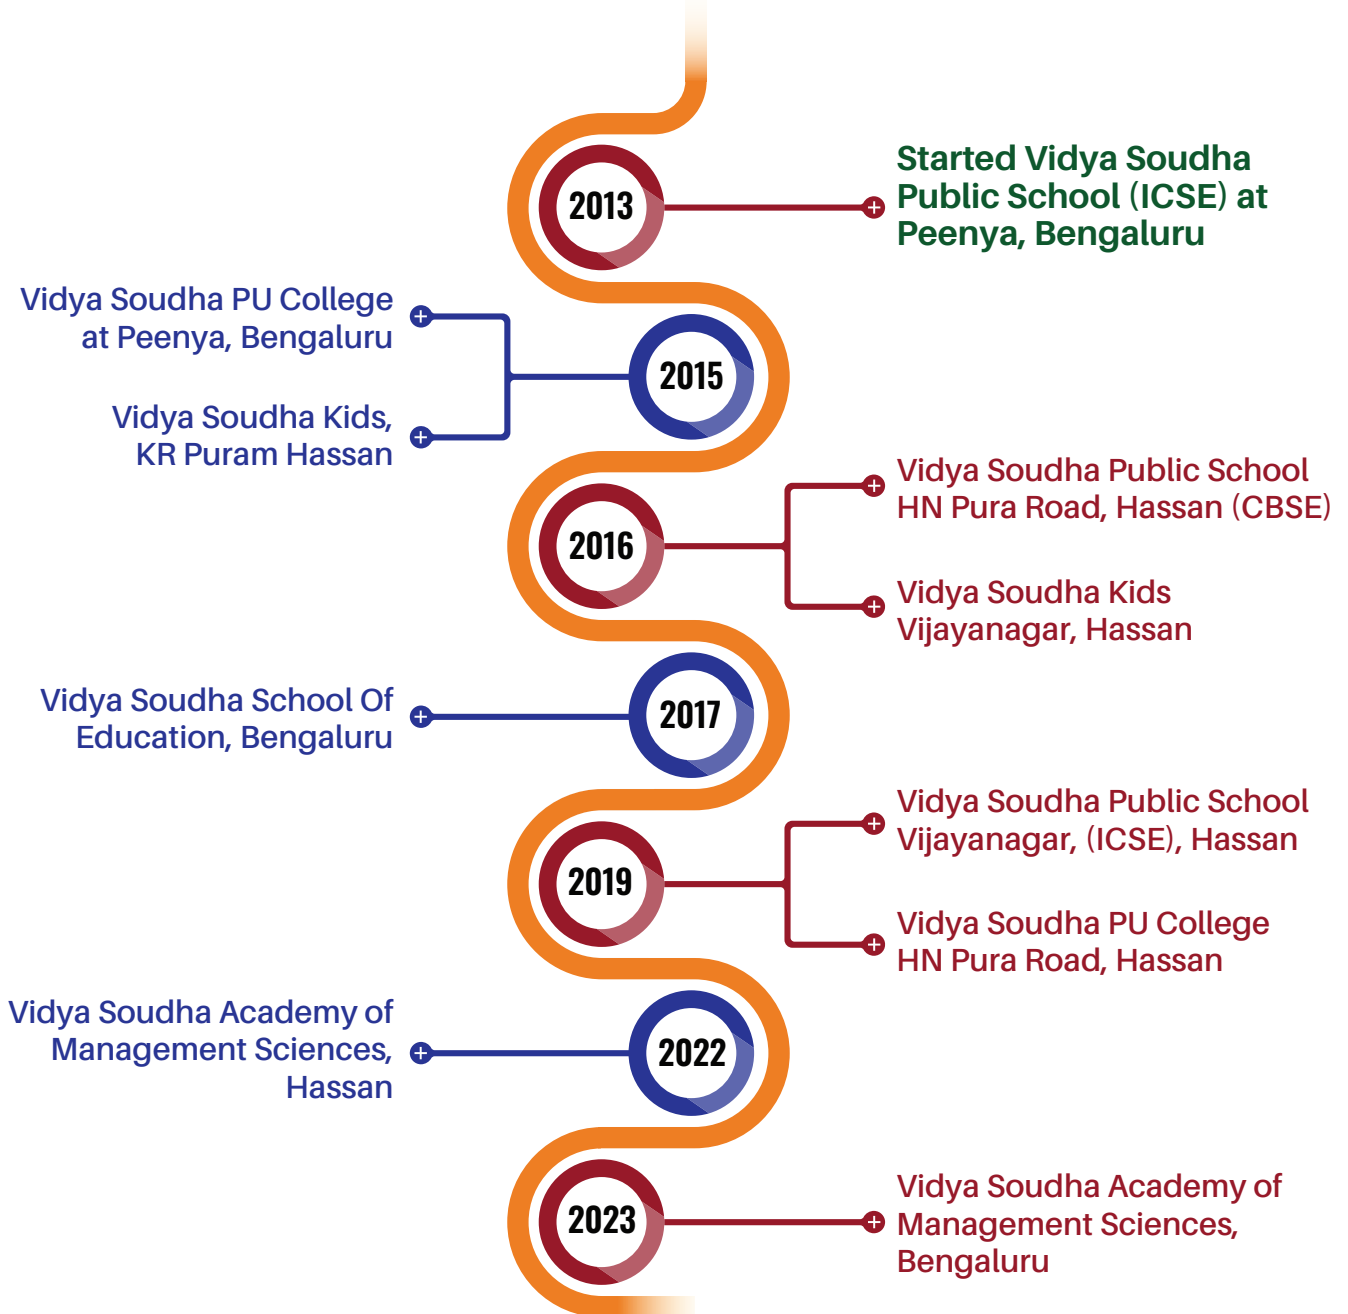 2013
Started Vidya Soudha
Public School (ICSE) at
Peenya, Bengaluru
Vidya Soudha PU College
at Peenya, Bengaluru
Vidya Soudha Kids,
KR Puram Hassan
2015
Vidya Soudha Public School
HN Pura Road, Hassan (CBSE)
2016
Vidya Soudha Kids
Vijayanagar, Hassan
Vidya Soudha School Of
Education, Bengaluru
2017
Vidya Soudha Public School
Vijayanagar, (ICSE), Hassan
2019
Vidya Soudha PU College
HN Pura Road, Hassan
Vidya Soudha Academy of
Management Sciences,
Hassan
2022
2023
Vidya Soudha Academy of
Management Sciences,
Bengaluru